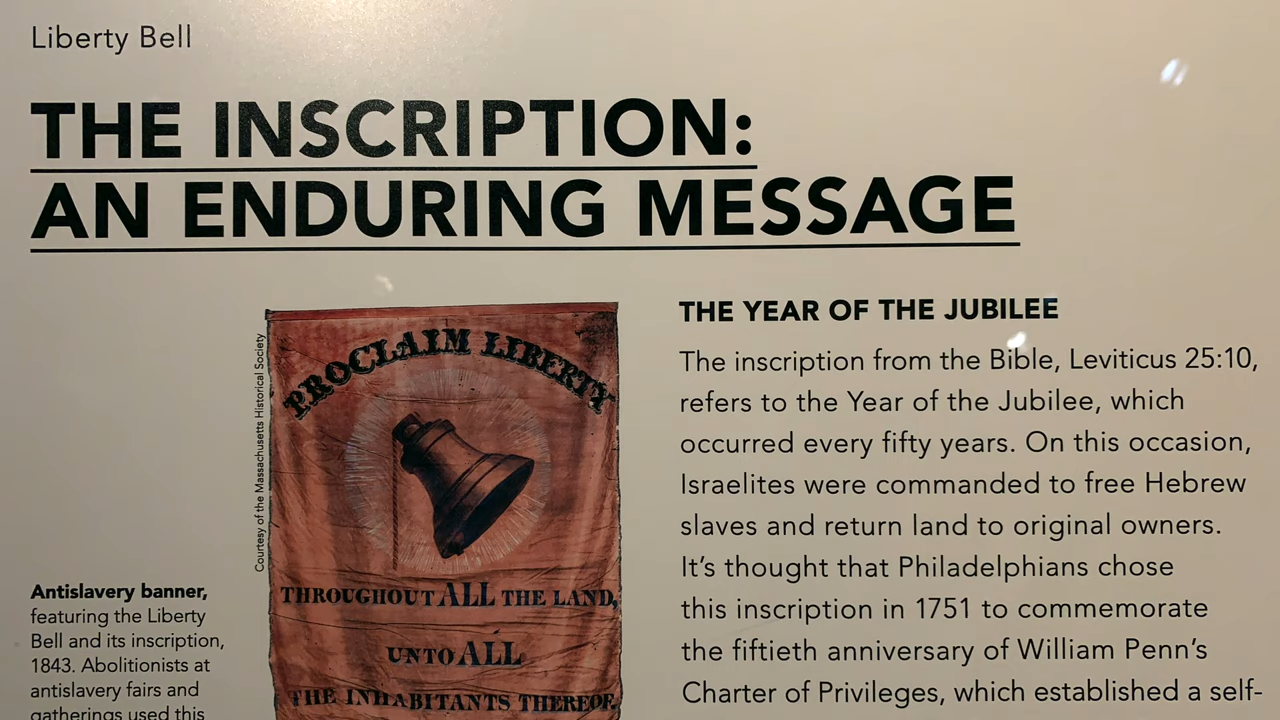 Liberty Bell
THE INSCRIPTION:
AN ENDURING MESSAGE
Courtesy of the Massachusetts Historical Society
PROCLAIM LIBERTY
THROUGHOUT ALL THE LAND,
UNTO ALL
THE INHABITANTS THEREOF.
Antislavery banner,
featuring the Liberty
Bell and its inscription,
1843. Abolitionists at
antislavery fairs and
gatherings used this
THE YEAR OF THE JUBILEE
The inscription from the Bible, Leviticus 25:10,
refers to the Year of the Jubilee, which
occurred every fifty years. On this occasion,
Israelites were commanded to free Hebrew
slaves and return land to original owners.
It's thought that Philadelphians chose
this inscription in 1751 to commemorate
the fiftieth anniversary of William Penn's
Charter of Privileges, which established a self-